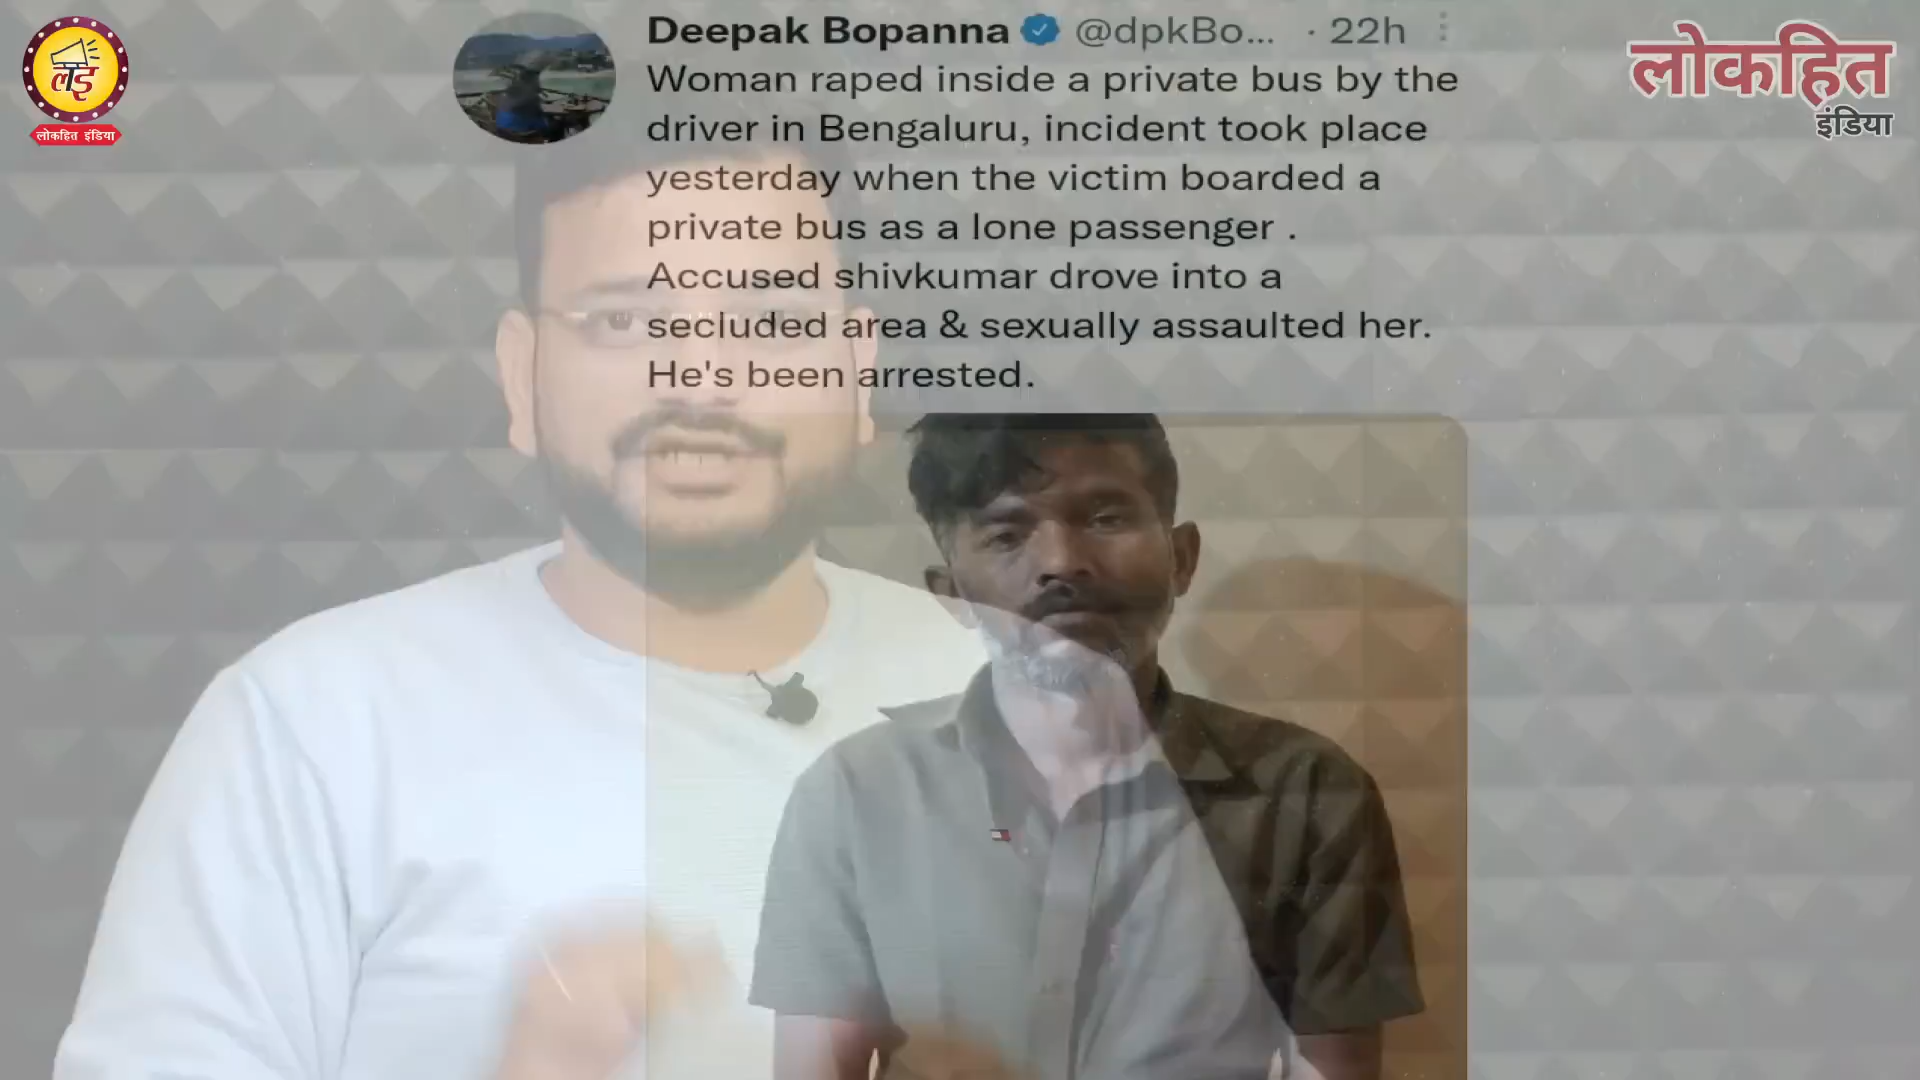 लइ
लोकहित इंडिया
Deepak Bopanna @dpkBo... · 22h
Woman raped inside a private bus by the
driver in Bengaluru, incident took place
yesterday when the victim boarded a
private bus as a lone passenger .
Accused shivkumar drove into a
secluded area & sexually assaulted her.
He's been arrested.
लोकहित
इंडिया